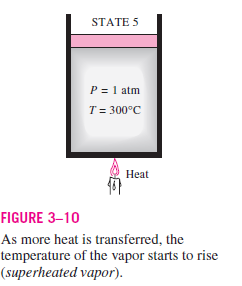 STATE 5
P = 1 atm
T = 300°C
Heat
FIGURE 3–10
As more heat is transferred, the
temperature of the vapor starts to rise
(superheated vapor).